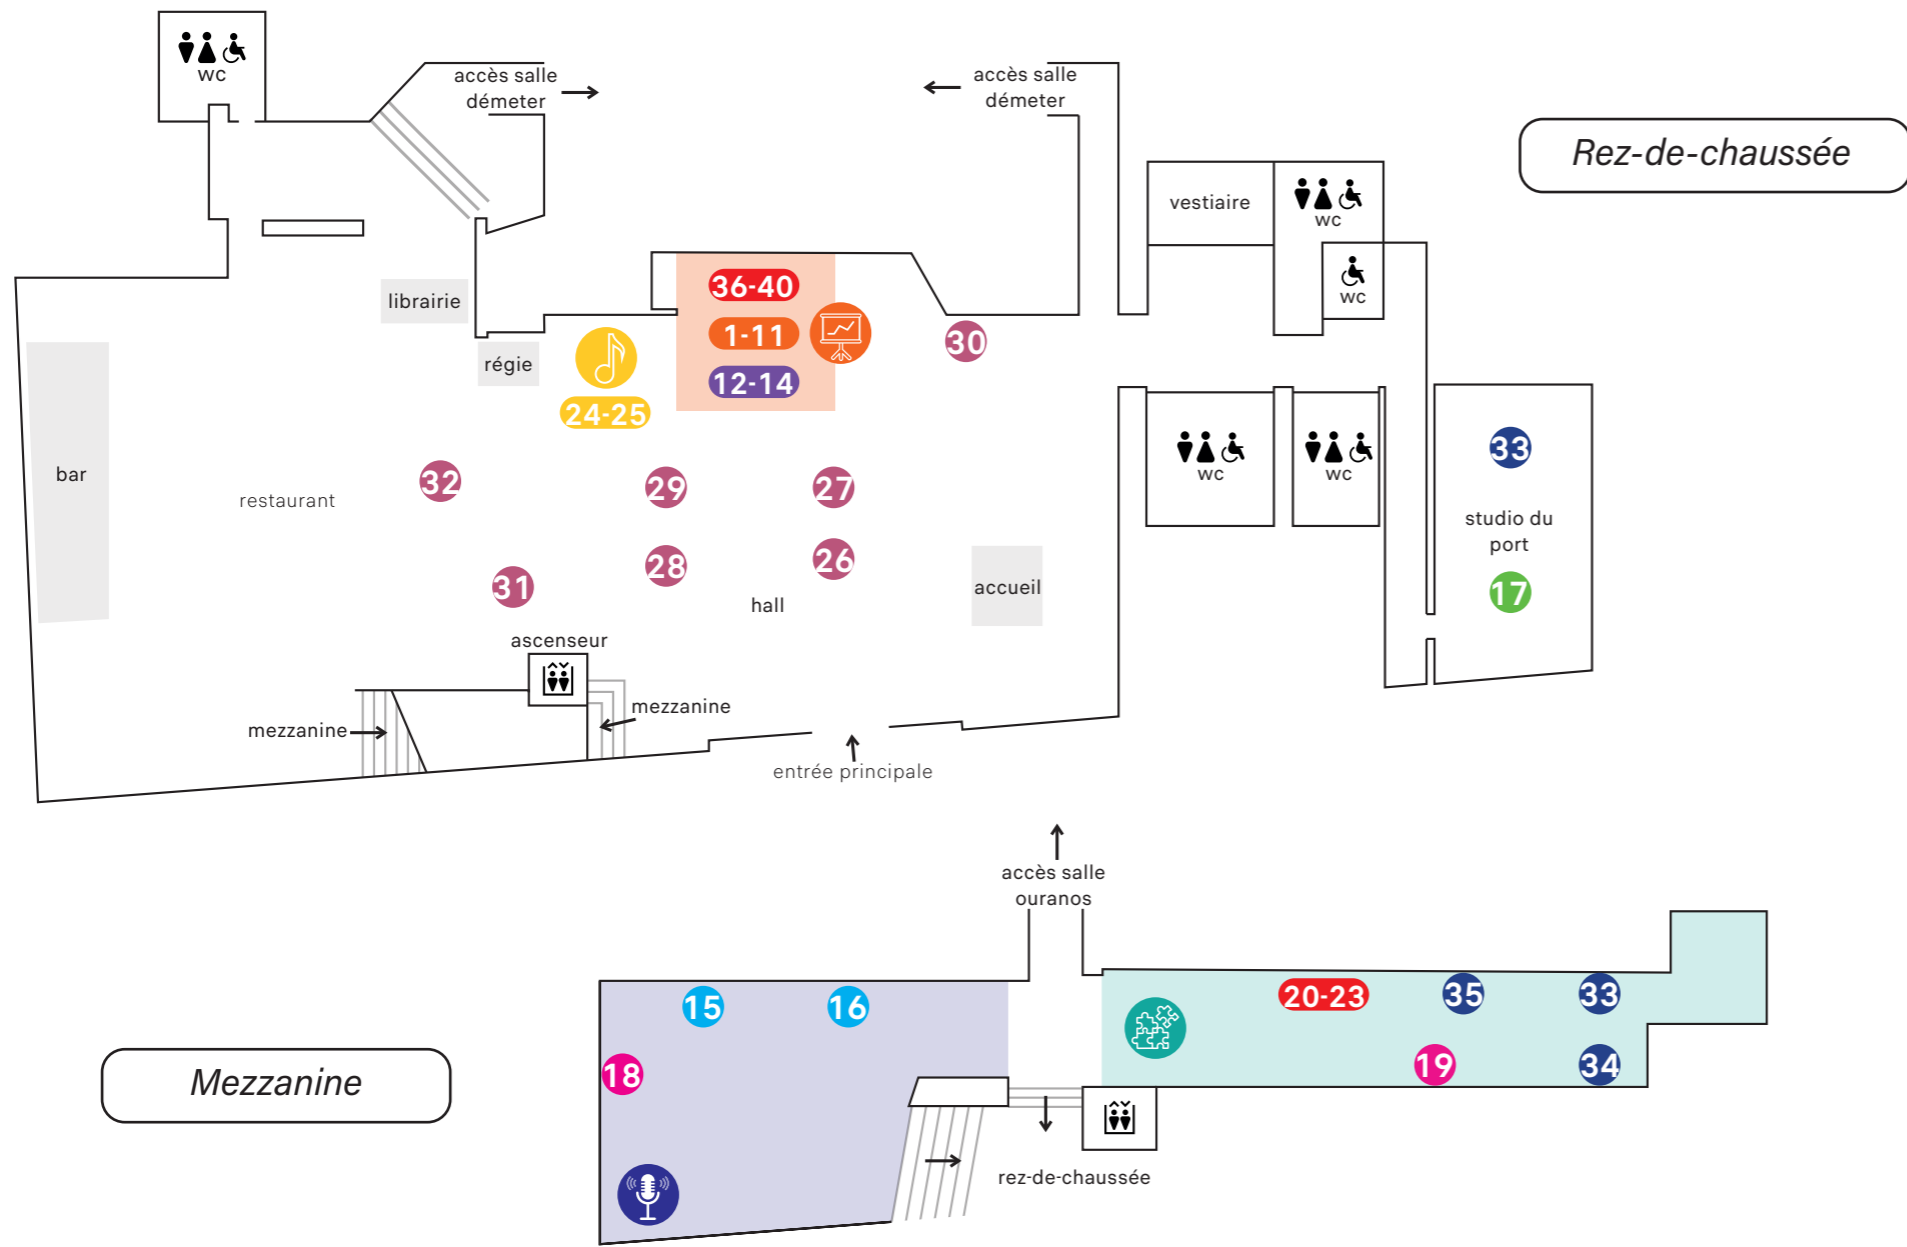 wc
accès salle
démeter
accès salle
démeter
Rez-de-chaussée
vestiaire
wc
wc
librairie
36-40
1-11
12-14
30
régie
24-25
bar
restaurant
32
29
27
wc
wc
33
studio du
port
17
31
28
26
accueil
hall
ascenseur
mezzanine
mezzanine
entrée principale
accès salle
ouranos
15
16
20-23
35
33
18
19
34
Mezzanine
rez-de-chaussée